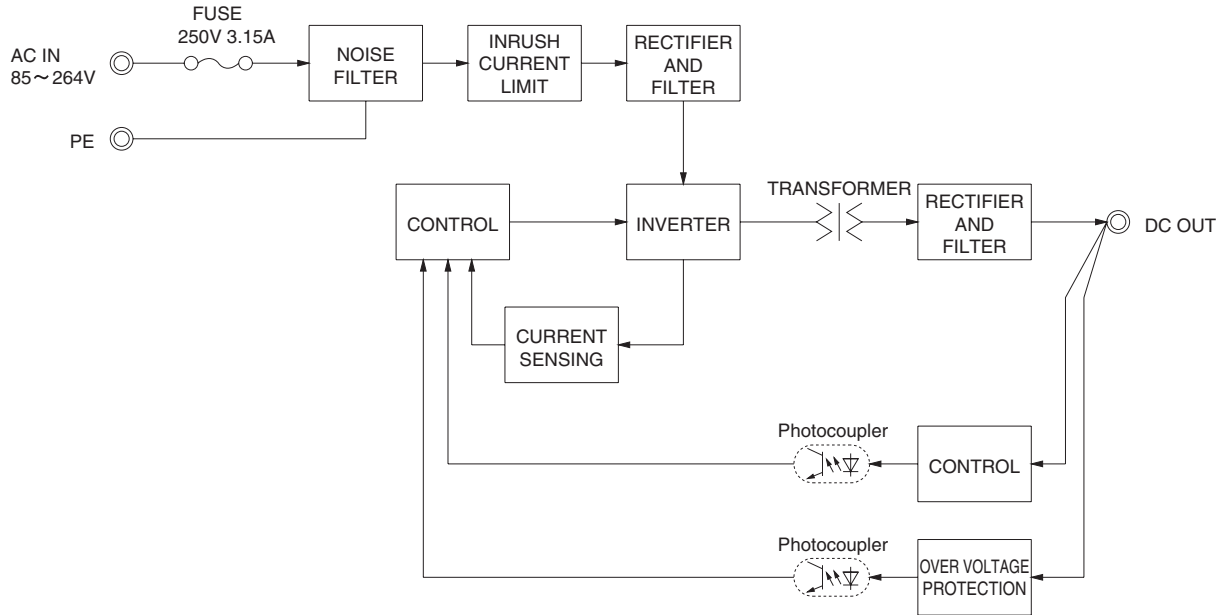 FUSE
250V 3.15A
AC IN
85～264V
NOISE
FILTER
INRUSH
CURRENT
LIMIT
RECTIFIER
AND
FILTER
PE
CONTROL
INVERTER
TRANSFORMER
RECTIFIER
AND
FILTER
DC OUT
CURRENT
SENSING
Photocoupler
CONTROL
Photocoupler
OVER VOLTAGE
PROTECTION